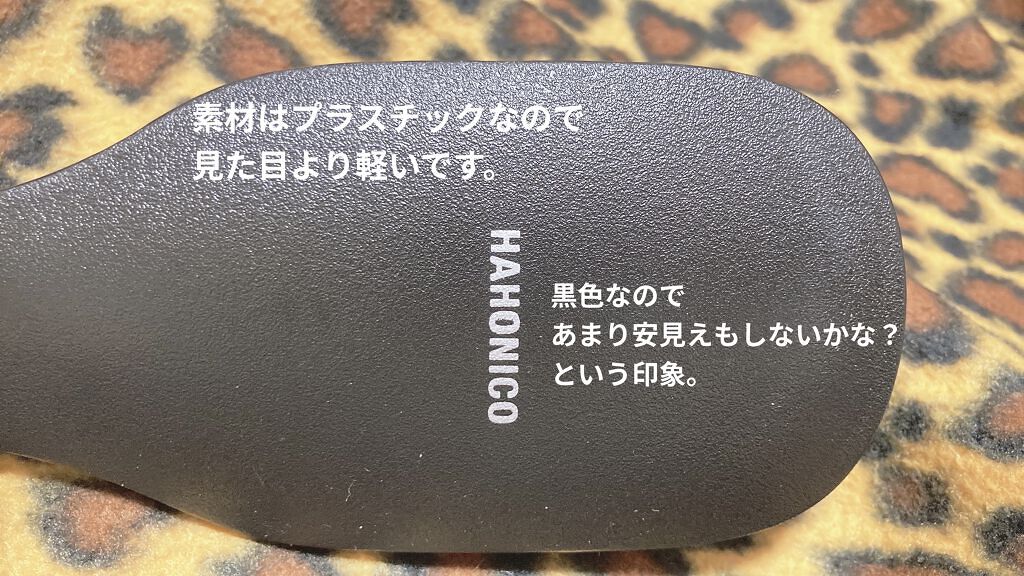 素材はプラスチックなので
見た目より軽いです。
HAHONICO
黒色なので
あまり安見えもしないかな？
という印象。